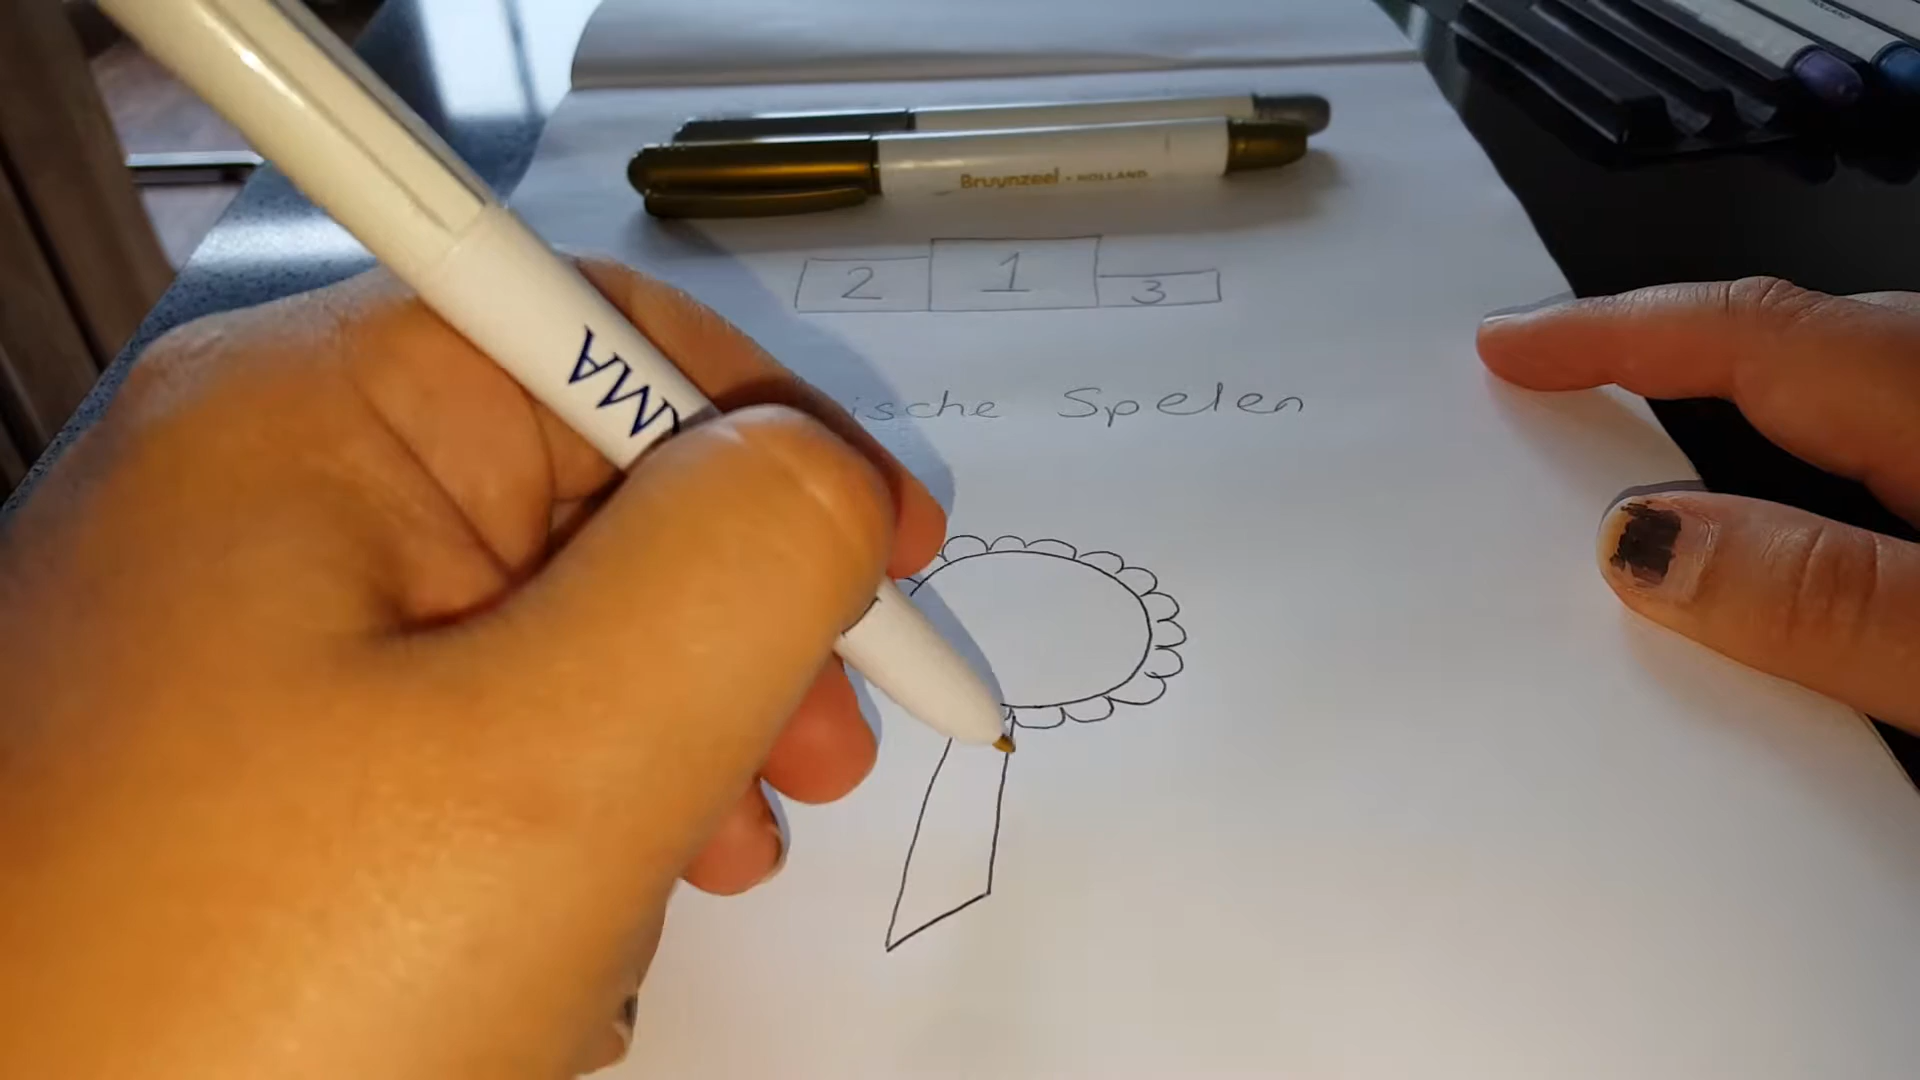 Bruynzeel • HOLLAND
2 1 3
ische Spelen